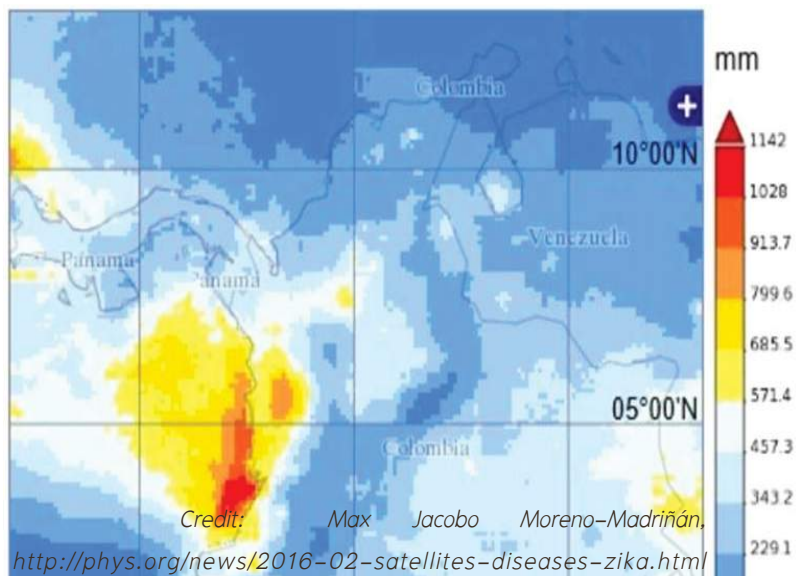 mm
Colombia
+
10°00'N
Venezuela
Panama
Panama
05°00'N
Colombia
1142
1028
913.7
799.6
685.5
571.4
457.3
343.2
229.1
Credit: Max Jacobo Moreno-Madriñán,
http://phys.org/news/2016-02-satellites-diseases-zika.html